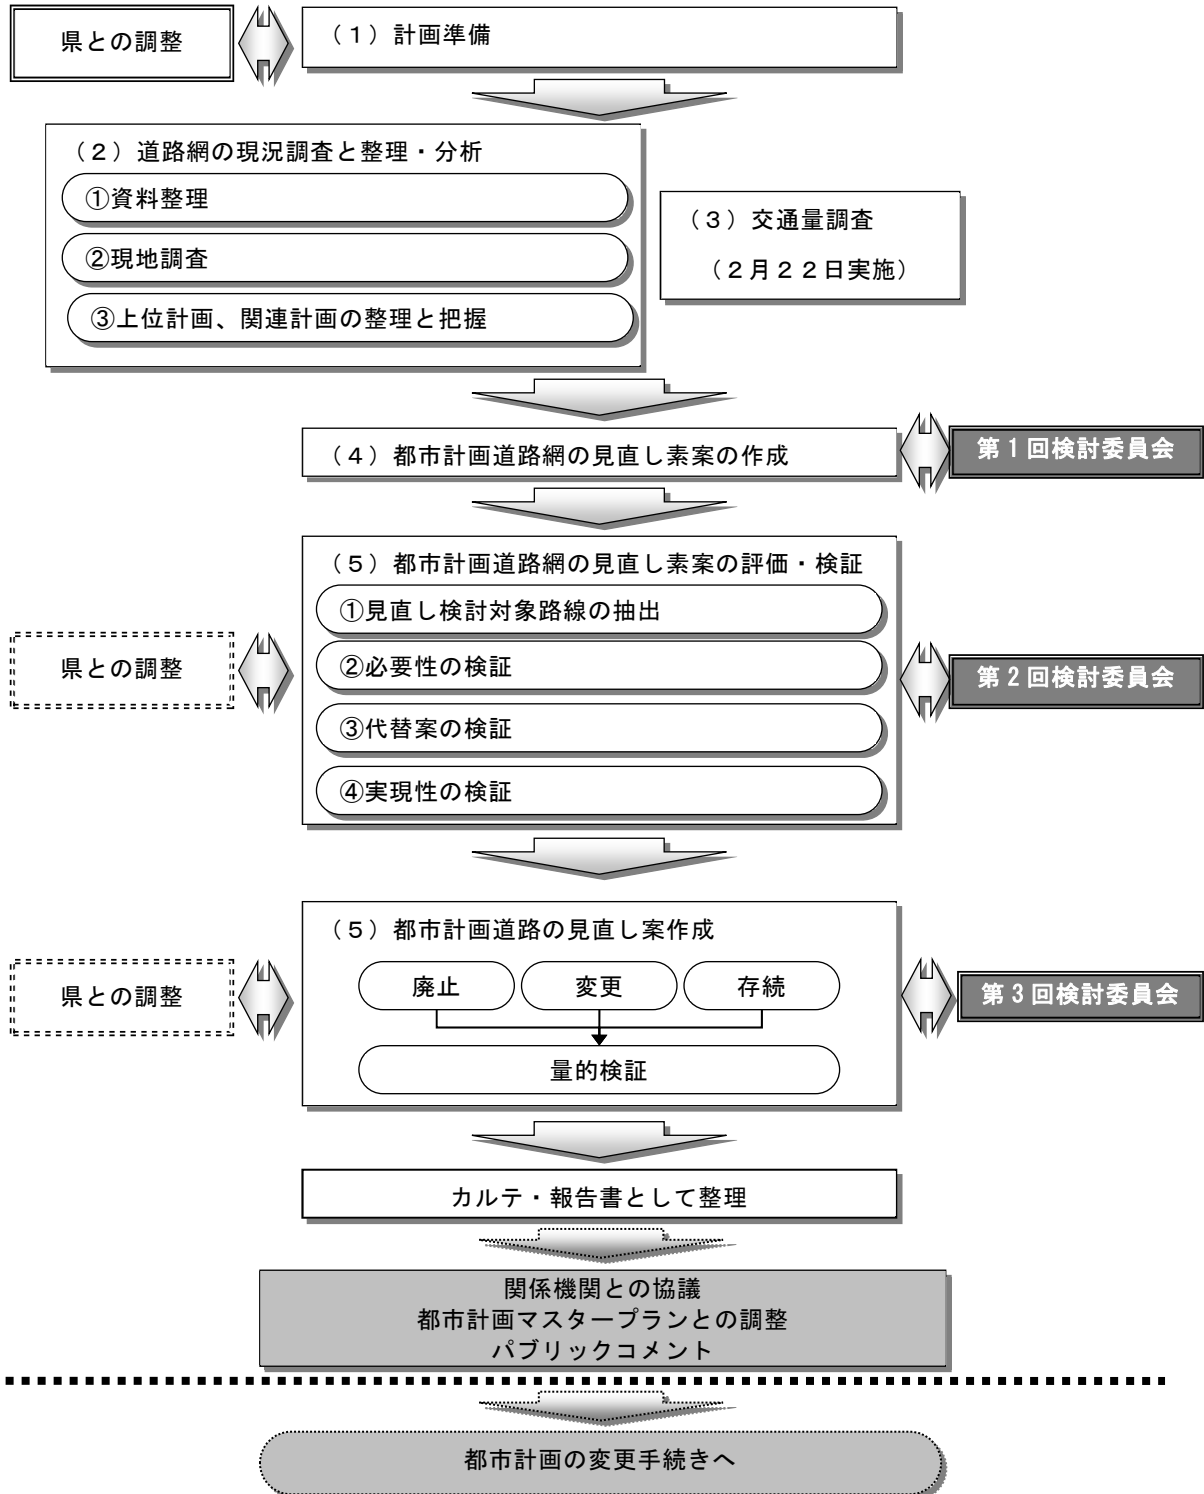 県との調整
（１）計画準備
（２）道路網の現況調査と整理・分析
①資料整理
②現地調査
③上位計画、関連計画の整理と把握
（３）交通量調査
（２月２２日実施）
（４）都市計画道路網の見直し素案の作成
第１回検討委員会
（５）都市計画道路網の見直し素案の評価・検証
①見直し検討対象路線の抽出
②必要性の検証
③代替案の検証
④実現性の検証
県との調整
第２回検討委員会
（５）都市計画道路の見直し案作成
廃止
変更
存続
量的検証
県との調整
第３回検討委員会
カルテ・報告書として整理
関係機関との協議
都市計画マスタープランとの調整
パブリックコメント
都市計画の変更手続きへ